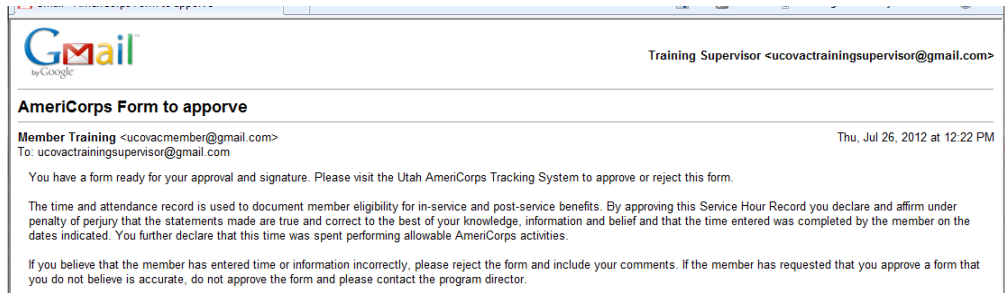 Gmail
by Google
Training Supervisor <ucovactrainingsupervisor@gmail.com>
AmeriCorps Form to apporve
Member Training <ucovacmember@gmail.com>
Thu, Jul 26, 2012 at 12:22 PM
To: ucovactrainingsupervisor@gmail.com
You have a form ready for your approval and signature. Please visit the Utah AmeriCorps Tracking System to approve or reject this form.
The time and attendance record is used to document member eligibility for in-service and post-service benefits. By approving this Service Hour Record you declare and affirm under
penalty of perjury that the statements made are true and correct to the best of your knowledge, information and belief and that the time entered was completed by the member on the
dates indicated. You further declare that this time was spent performing allowable AmeriCorps activities.
If you believe that the member has entered time or information incorrectly, please reject the form and include your comments. If the member has requested that you approve a form that
you do not believe is accurate, do not approve the form and please contact the program director.